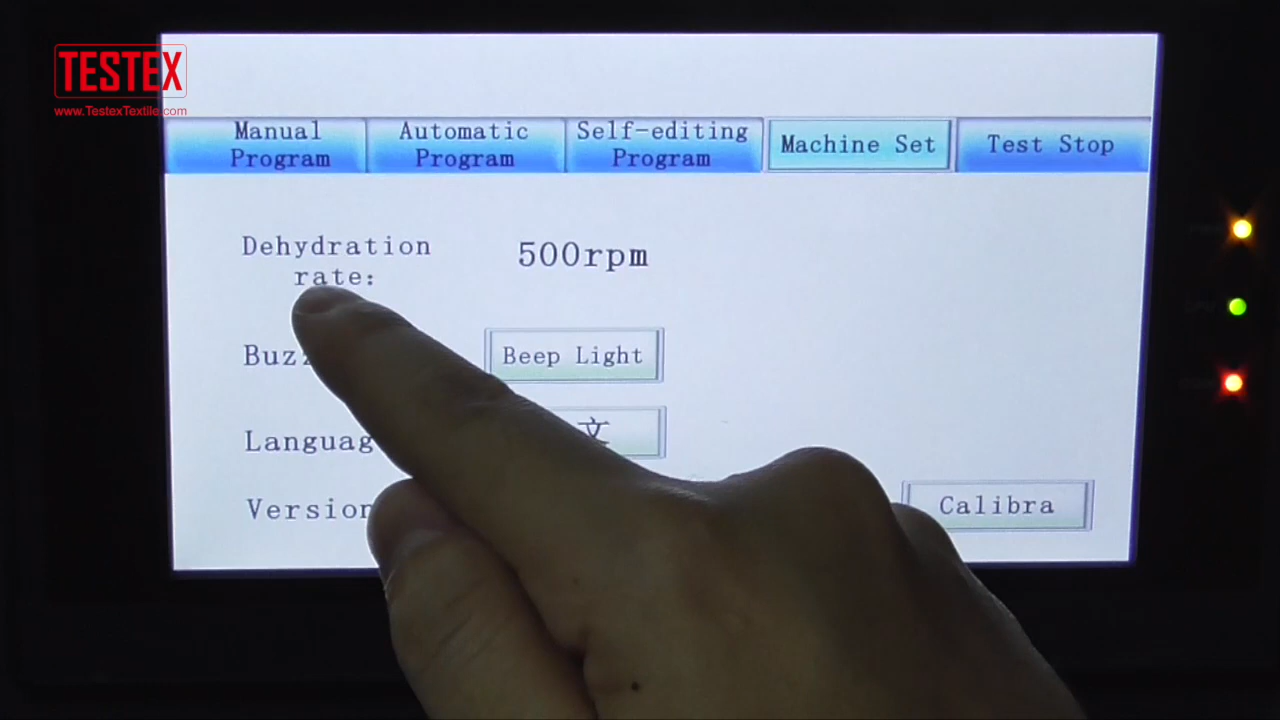 TESTEX
www.TestexTextile.com
Manual Program
Automatic Program
Self-editing Program
Machine Set
Test Stop
Dehydration rate:
500rpm
Beep Light
文
Calibra